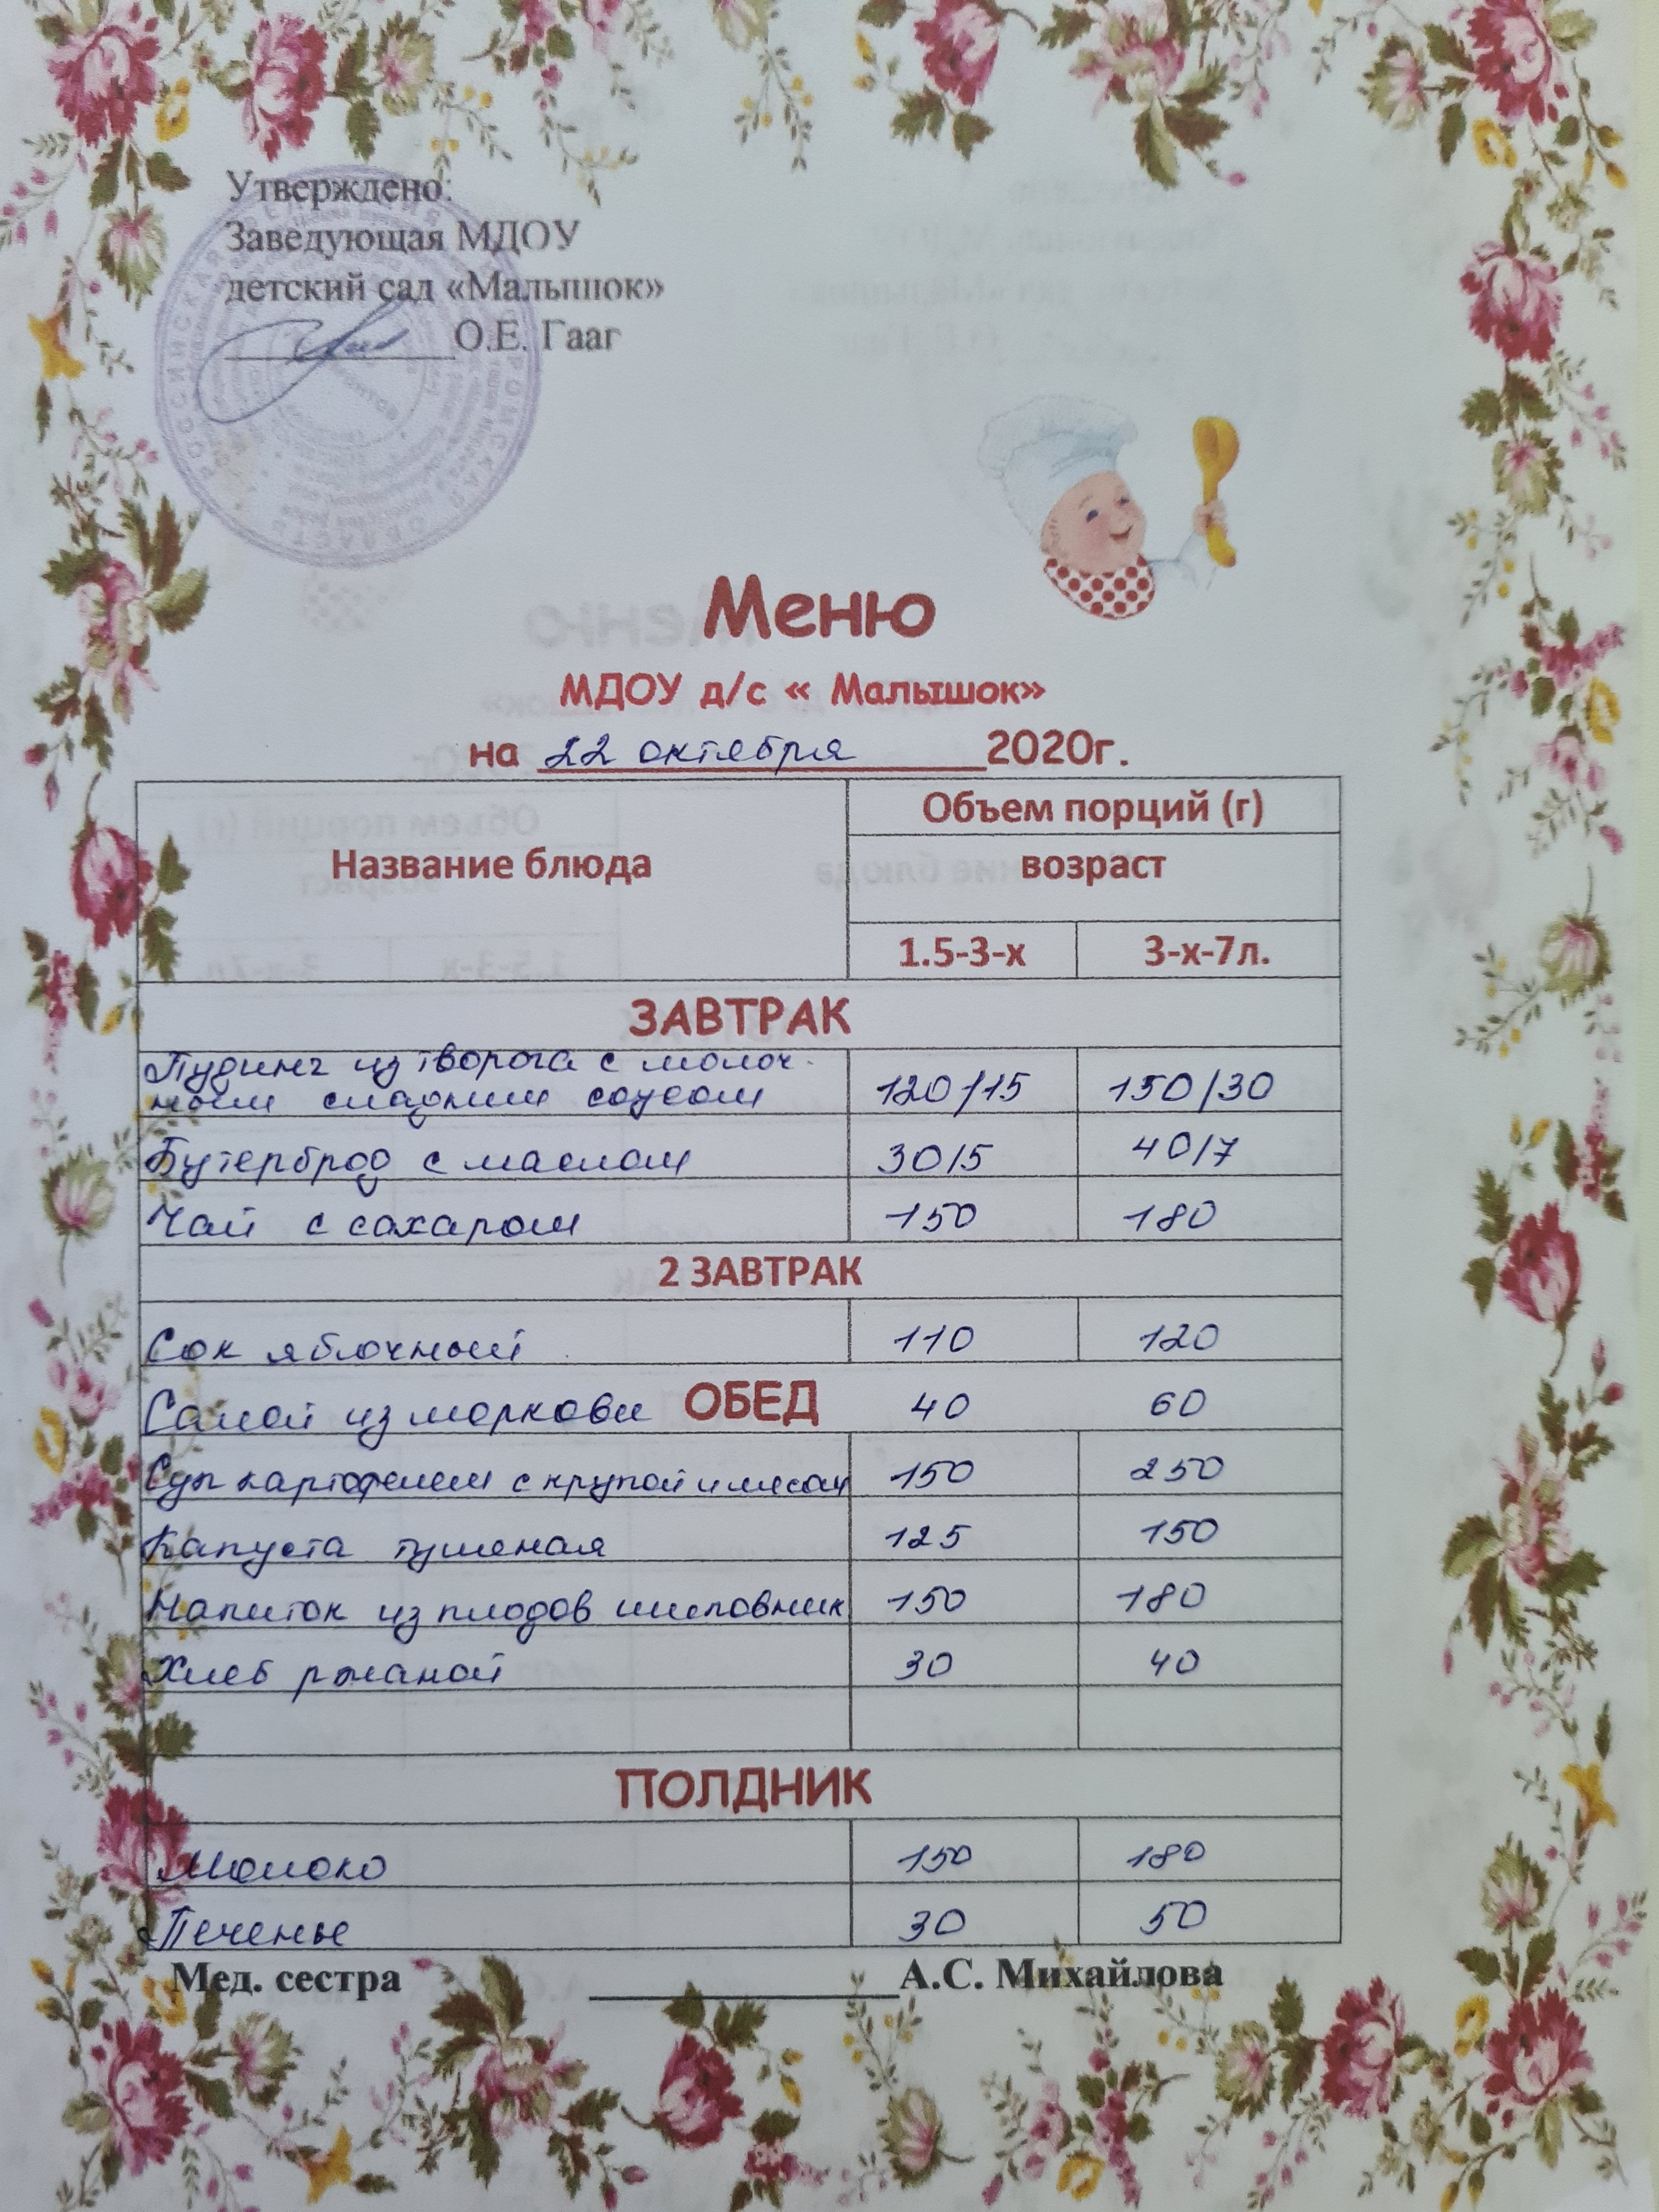 Утверждено:
Заведующая МДОУ
детский сад «Малышок»
О.Е. Гааг
Меню
МДОУ д/с « Малышок»
на 22 октября 2020г.
Название блюда
Объем порций (г)
возраст
1.5-3-х 3-х-7л.
ЗАВТРАК
Пудинг из творога с молоч-
ным сладким соусом 120/15 150/30
Бутерброд с маслом 30/5 40/7
Чай с сахаром 150 180
2 ЗАВТРАК
Сок яблочный 110 120
Салат из моркови ОБЕД 40 60
Суп картофелем с крупой и мясом 150 250
Капуста тушеная 125 150
Напиток из плодов шиповник 150 180
Хлеб ржаной 30 40
ПОЛДНИК
Молоко 150 180
Печенье 30 50
Мед. сестра А.С. Михайлова